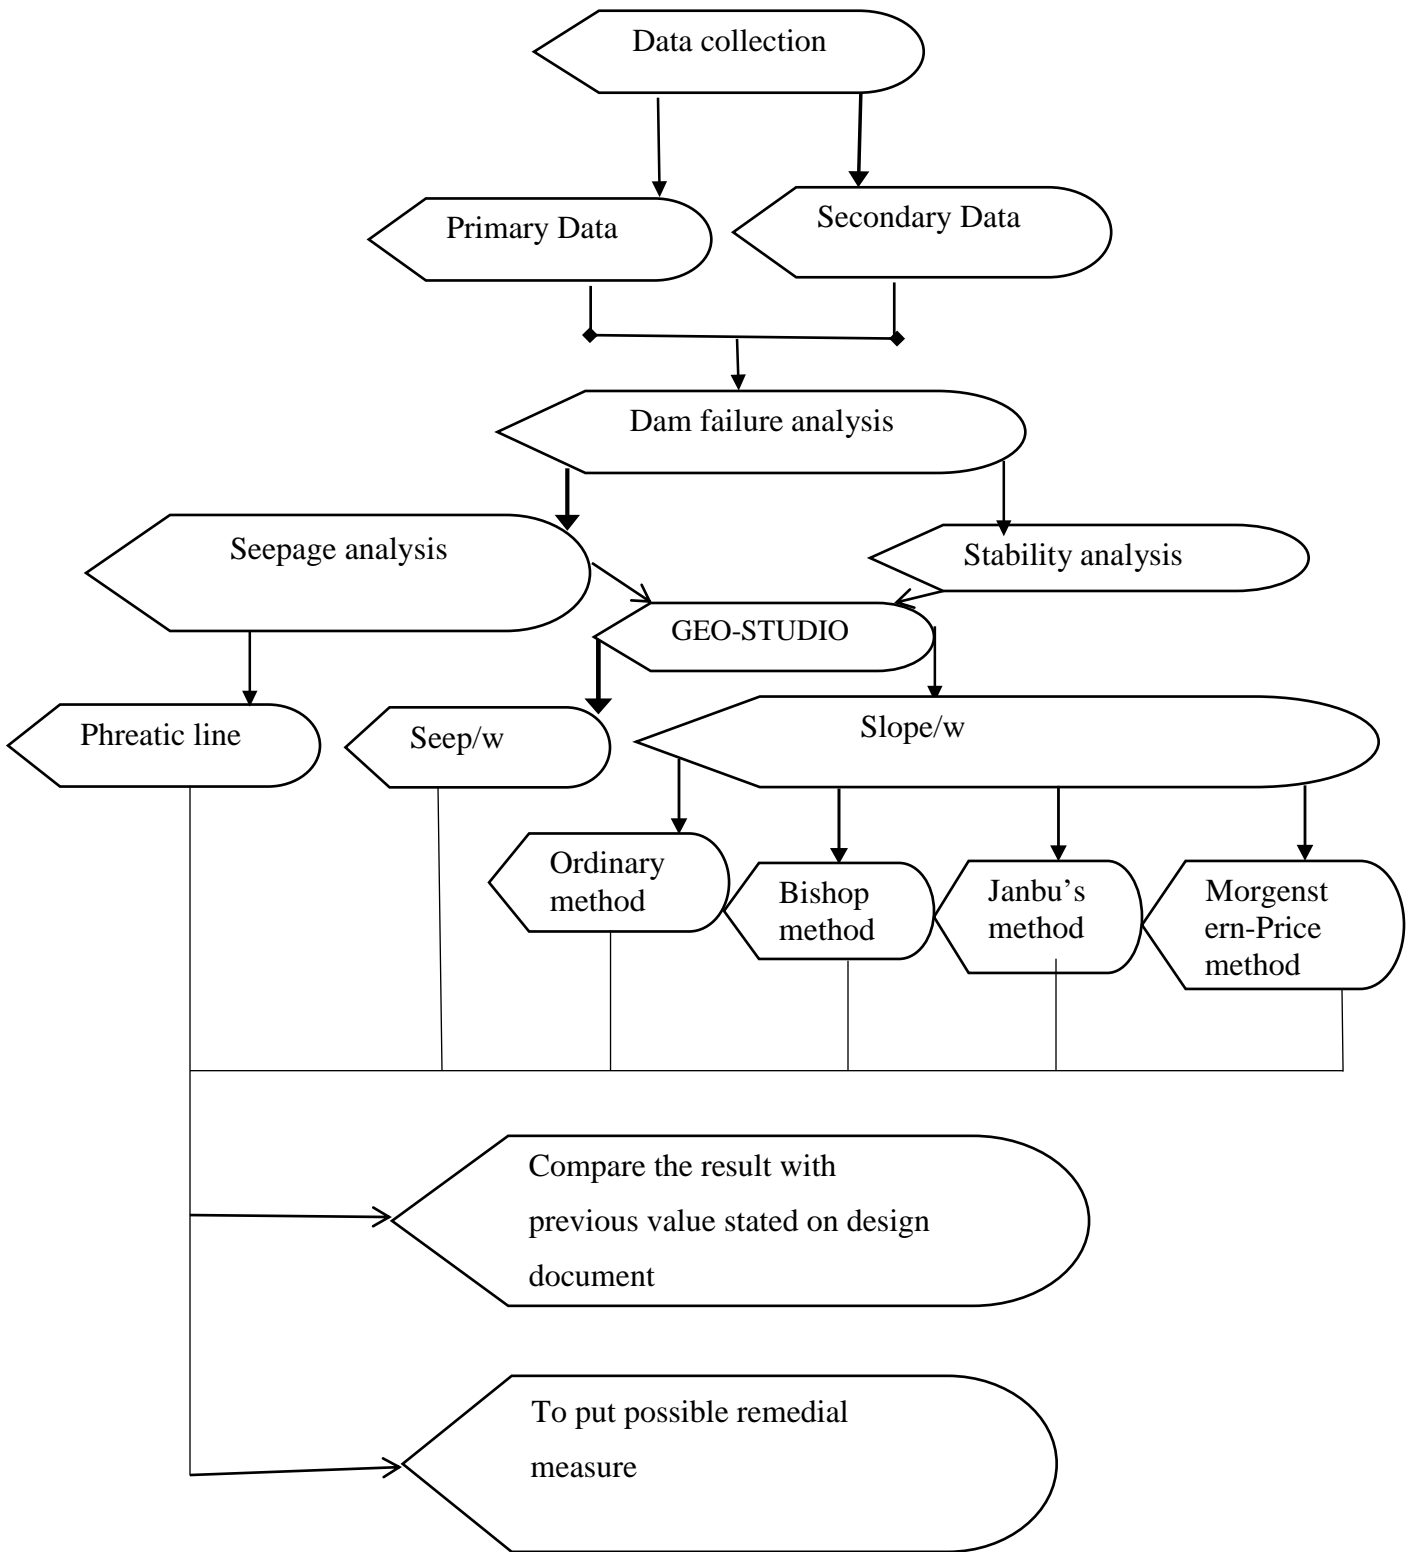 Data collection
Primary Data
Secondary Data
Dam failure analysis
Seepage analysis
Stability analysis
GEO-STUDIO
Phreatic line
Seep/w
Slope/w
Ordinary
method
Bishop
method
Janbu’s
method
Morgenst
ern-Price
method
Compare the result with
previous value stated on design
document
To put possible remedial
measure